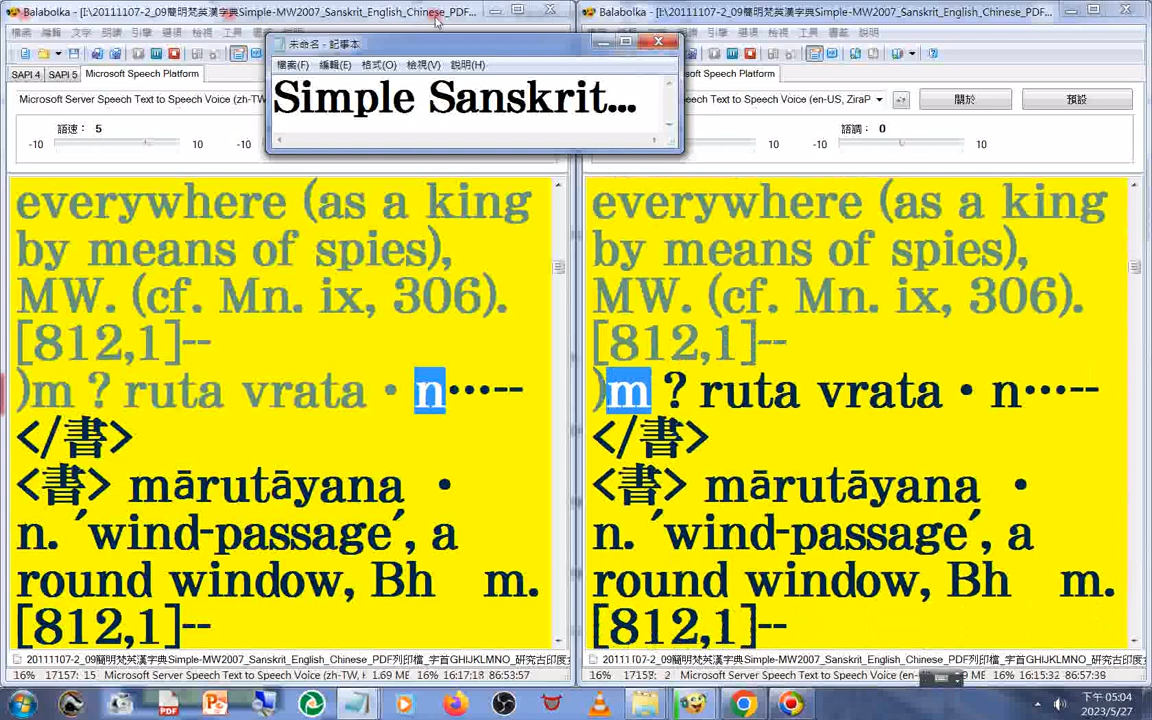 Balabolka - [I:\20111107-2_09簡明梵英漢字典Simple-MW2007_Sanskrit_English_Chinese_PDF...
SAPI 4 SAPI 5 Microsoft Speech Platform
Microsoft Server Speech Text to Speech Voice (zh-TW
語速： 5
-10 10 -10
everywhere (as a king
by means of spies),
MW. (cf. Mn. ix, 306).
[812,1]--
)m ? ruta vrata • n…--
</書>
<書> mārutāyana •
n. ′wind-passage′, a
round window, Bh m.
[812,1]--
20111107-2_09簡明梵英漢字典Simple-MW2007_Sanskrit_English_Chinese_PDF列印檔_字首GHIJKLMNO_研究古印度
16% 17157: 15 Microsoft Server Speech Text to Speech Voice (zh-TW, 1.69 MB 16% 16:17:18 86:53:57
未命名 - 記事本
檔案(F) 編輯(E) 格式(O) 檢視(V) 說明(H)
Simple Sanskrit...
Balabolka - [I:\20111107-2_09簡明梵英漢字典Simple-MW2007_Sanskrit_English_Chinese_PDF...
Speech Platform
eech Text to Speech Voice (en-US, ZiraP 關於 預設
語調： 0
10 -10 10
everywhere (as a king
by means of spies),
MW. (cf. Mn. ix, 306).
[812,1]--
)m ? ruta vrata • n…--
</書>
<書> mārutāyana •
n. ′wind-passage′, a
round window, Bh m.
[812,1]--
20111107-2_09簡明梵英漢字典Simple-MW2007_Sanskrit_English_Chinese_PDF列印檔_字首GHIJKLMNO_研究古印度
16% 17157: Microsoft Server Speech Text to Speech Voice 16% 16:15:32 86:57:38
下午 05:04
2023/5/27